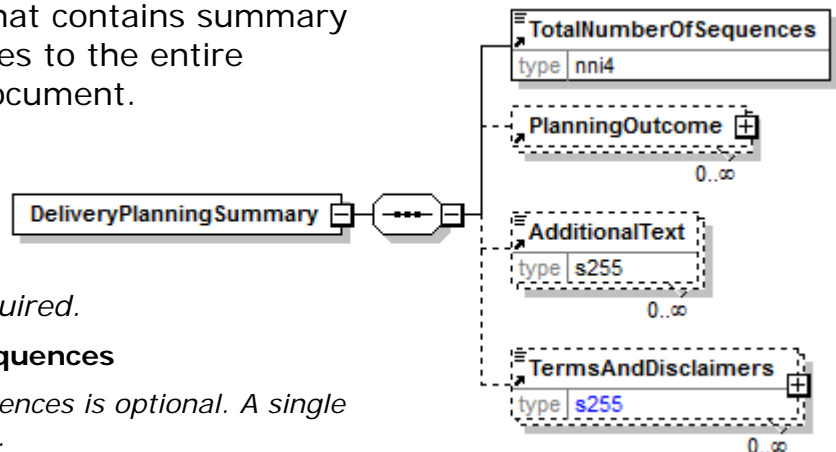 hat contains summary
es to the entire
ocument.
uired.
quences
ences is optional. A single
DeliveryPlanningSummary
TotalNumberOfSequences
type nni4
PlanningOutcome
0..∞
AdditionalText
type s255
0..∞
TermsAndDisclaimers
type s255
0..∞